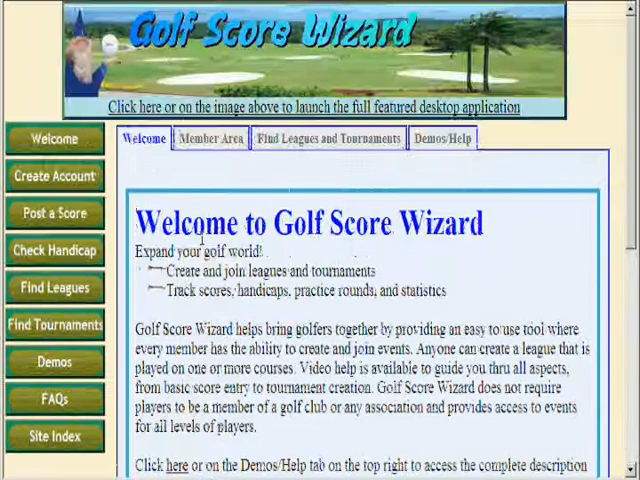 Golf Score Wizard
Click here or on the image above to launch the full featured desktop application
Welcome
Create Account
Post a Score
Check Handicap
Find Leagues
Find Tournaments
Demos
FAQs
Site Index
Welcome Member Area Find Leagues and Tournaments Demos/Help
Welcome to Golf Score Wizard
Expand your golf world!
Create and join leagues and tournaments
Track scores, handicaps, practice rounds, and statistics
Golf Score Wizard helps bring golfers together by providing an easy to use tool where
every member has the ability to create and join events. Anyone can create a league that is
played on one or more courses. Video help is available to guide you thru all aspects,
from basic score entry to tournament creation. Golf Score Wizard does not require
players to be a member of a golf club or any association and provides access to events
for all levels of players.
Click here or on the Demos/Help tab on the top right to access the complete description